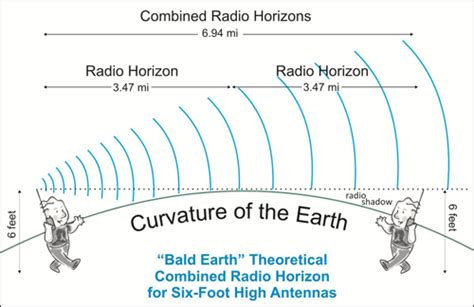 Combined Radio Horizons
6.94 mi
Radio Horizon
Radio Horizon
3.47 mi
3.47 mi
6 feet
radio
shadow
6 feet
Curvature of the Earth
“Bald Earth” Theoretical
Combined Radio Horizon
for Six-Foot High Antennas